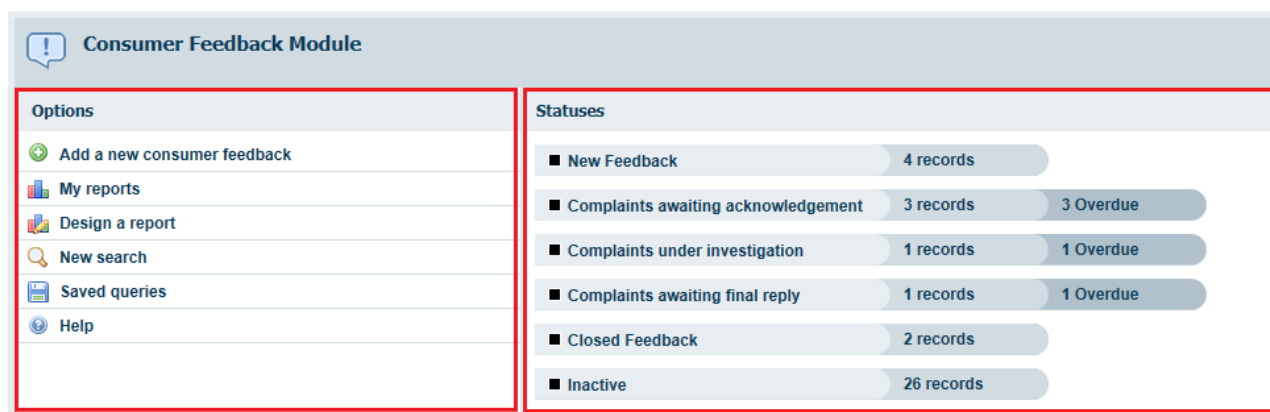 Consumer Feedback Module
Options
Add a new consumer feedback
My reports
Design a report
New search
Saved queries
Help
Statuses
New Feedback 4 records
Complaints awaiting acknowledgement 3 records 3 Overdue
Complaints under investigation 1 records 1 Overdue
Complaints awaiting final reply 1 records 1 Overdue
Closed Feedback 2 records
Inactive 26 records